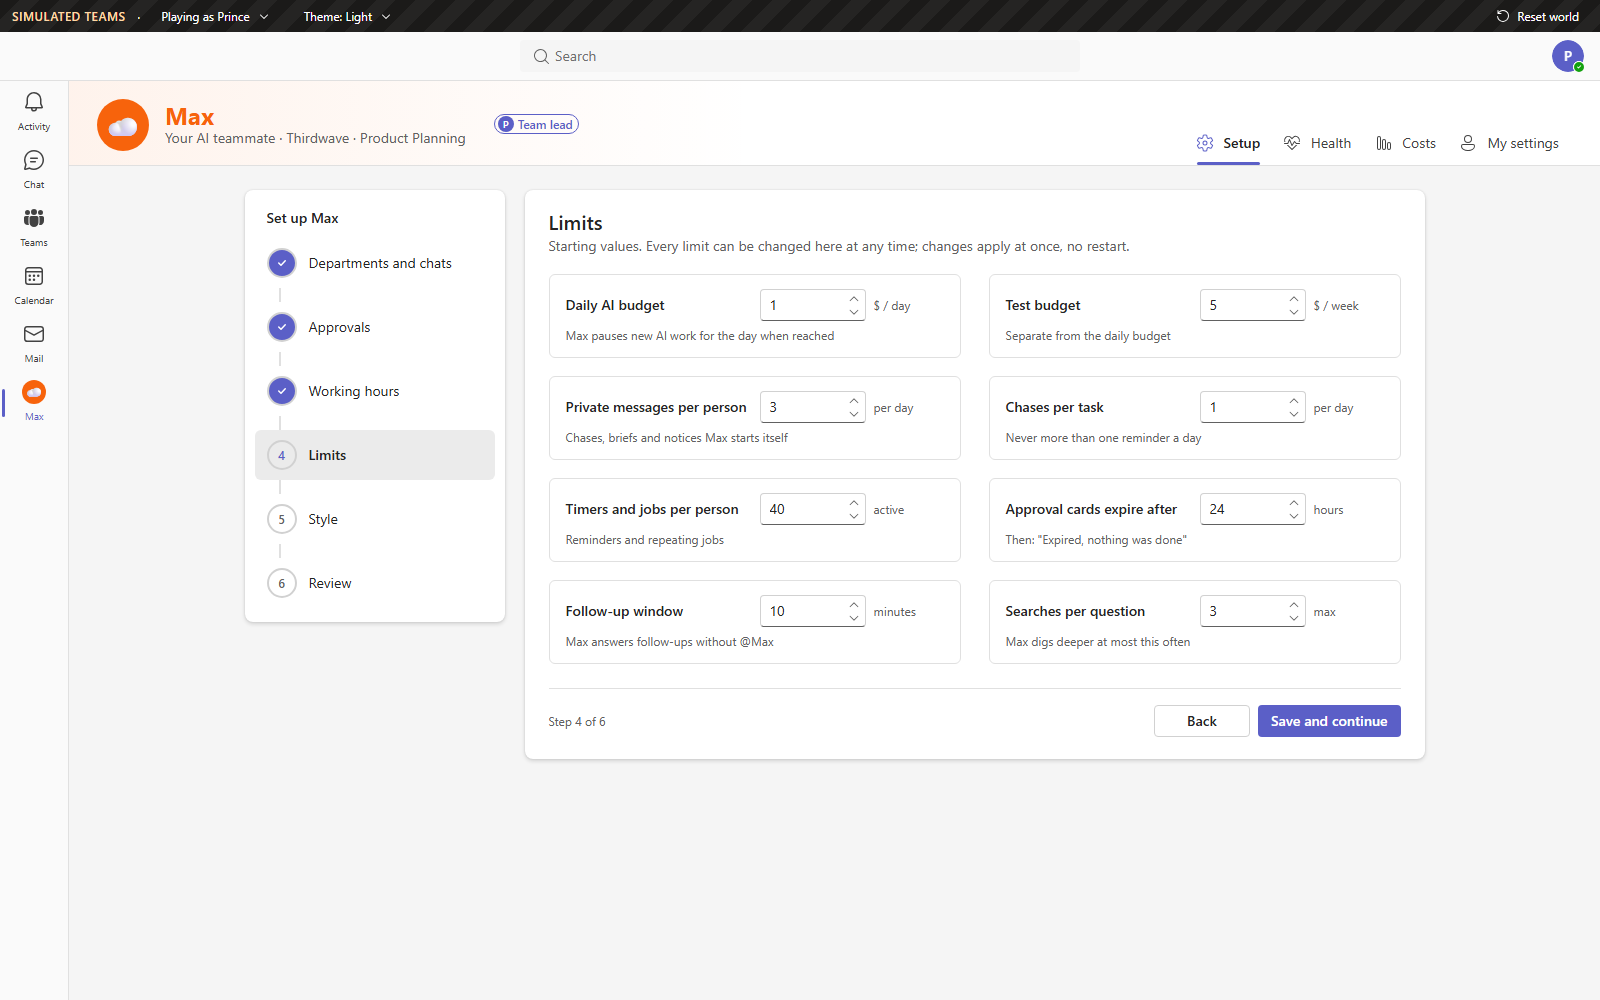 SIMULATED TEAMS · Playing as Prince Theme: Light Reset world
Search
P
Activity
Chat
Teams
Calendar
Mail
Max
Max
Your AI teammate · Thirdwave · Product Planning
P Team lead
Setup Health Costs My settings
Set up Max
Departments and chats
Approvals
Working hours
4 Limits
5 Style
6 Review
Limits
Starting values. Every limit can be changed here at any time; changes apply at once, no restart.
Daily AI budget 1 $ / day
Max pauses new AI work for the day when reached
Test budget 5 $ / week
Separate from the daily budget
Private messages per person 3 per day
Chases, briefs and notices Max starts itself
Chases per task 1 per day
Never more than one reminder a day
Timers and jobs per person 40 active
Reminders and repeating jobs
Approval cards expire after 24 hours
Then: "Expired, nothing was done"
Follow-up window 10 minutes
Max answers follow-ups without @Max
Searches per question 3 max
Max digs deeper at most this often
Step 4 of 6
Back
Save and continue